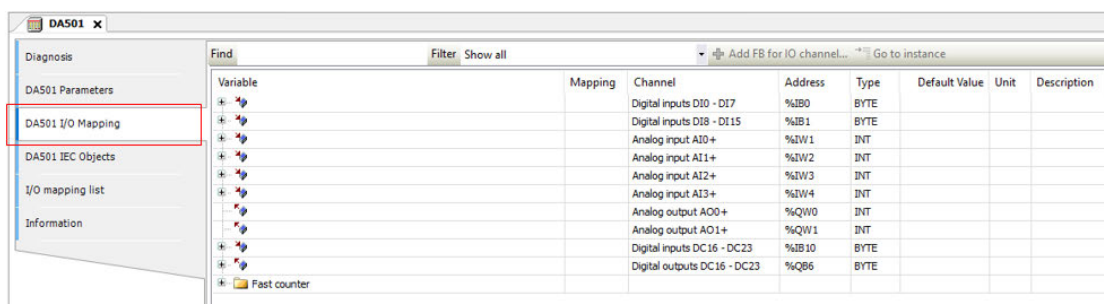 DA501 x
Diagnosis
DA501 Parameters
DA501 I/O Mapping
DA501 IEC Objects
I/O mapping list
Information
Find Filter Show all Add FB for IO channel... Go to instance
Variable Mapping Channel Address Type Default Value Unit Description
Digital inputs DI0 - DI7 %IB0 BYTE
Digital inputs DI8 - DI15 %IB1 BYTE
Analog input AI0+ %IW1 INT
Analog input AI1+ %IW2 INT
Analog input AI2+ %IW3 INT
Analog input AI3+ %IW4 INT
Analog output AO0+ %QW0 INT
Analog output AO1+ %QW1 INT
Digital inputs DC16 - DC23 %IB10 BYTE
Digital outputs DC16 - DC23 %QB6 BYTE
Fast counter